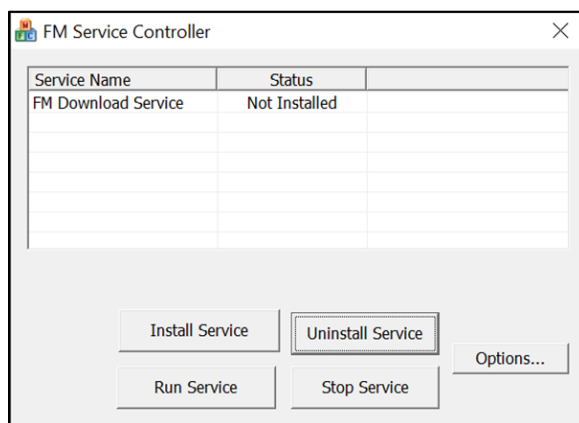 FM Service Controller
Service Name Status
FM Download Service Not Installed
Install Service Uninstall Service
Options...
Run Service Stop Service